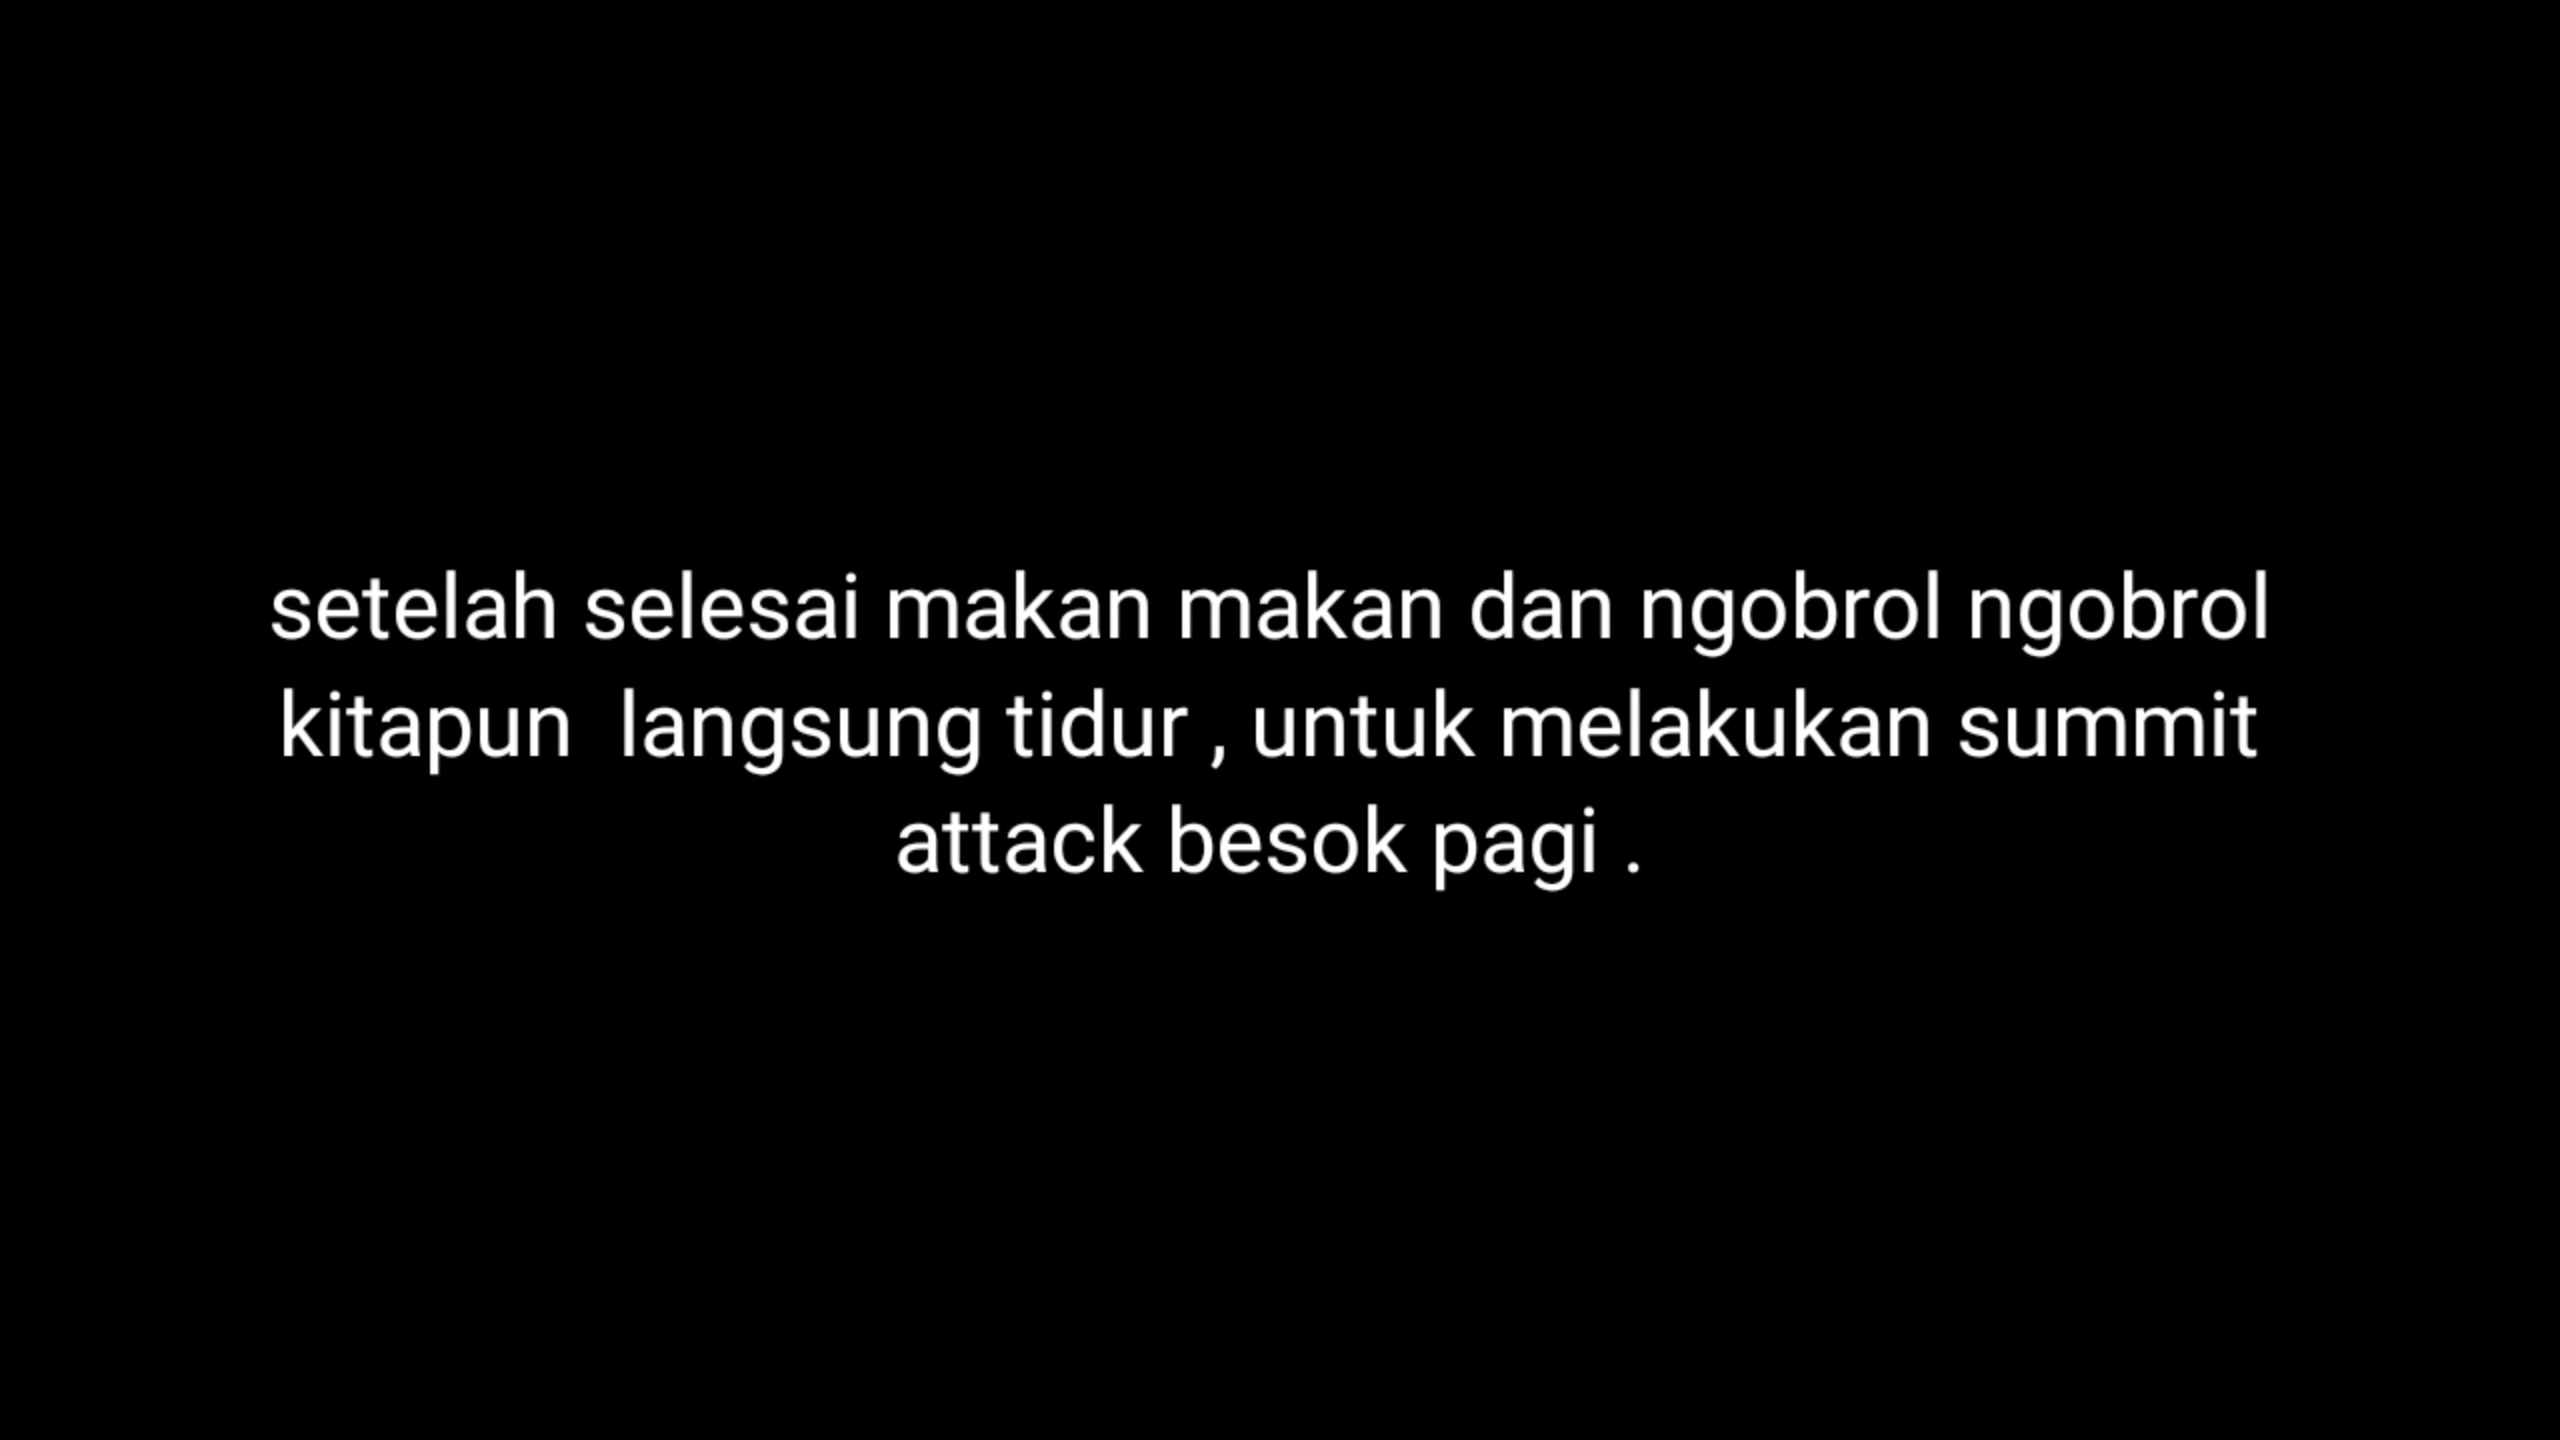 setelah selesai makan makan dan ngobrol ngobrol
kitapun  langsung tidur , untuk melakukan summit
attack besok pagi .